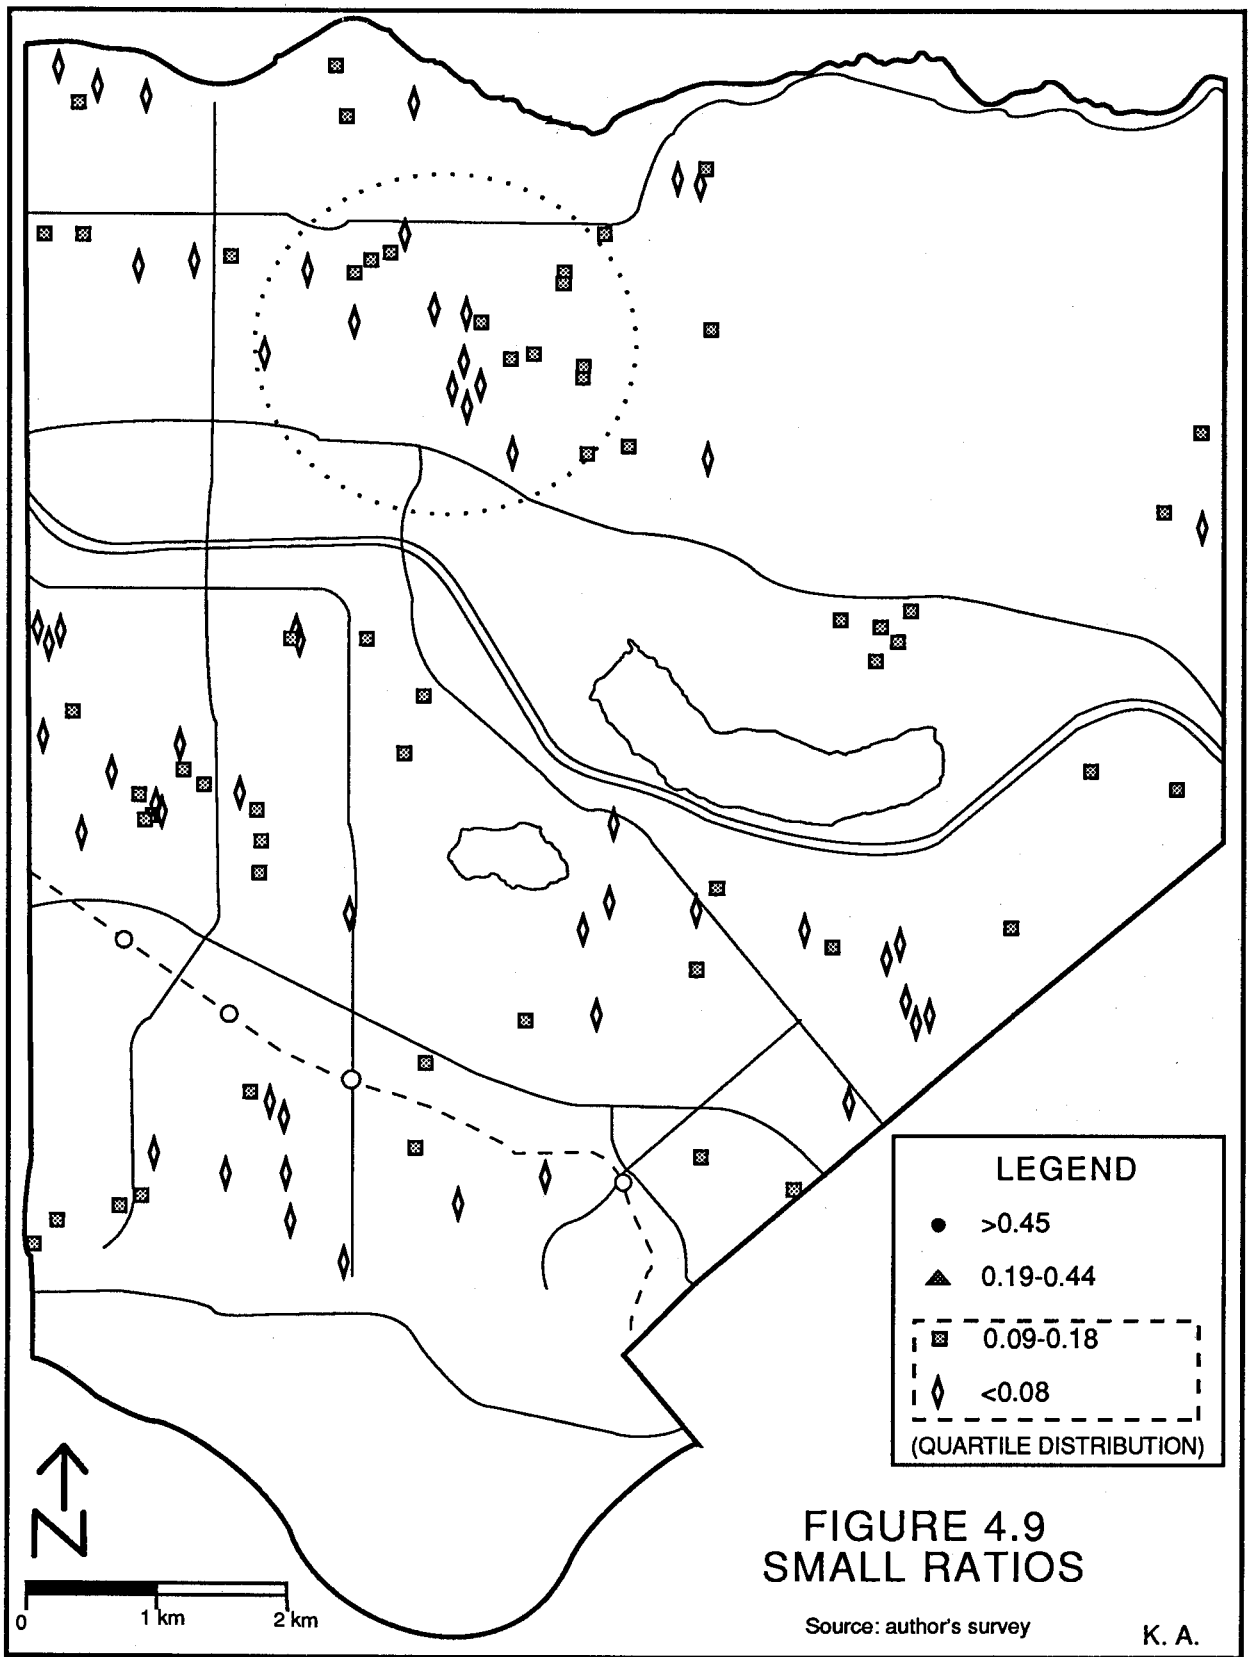 LEGEND
>0.45
0.19-0.44
0.09-0.18
<0.08
(QUARTILE DISTRIBUTION)
N
FIGURE 4.9
SMALL RATIOS
0 1 km 2 km
Source: author's survey
K. A.